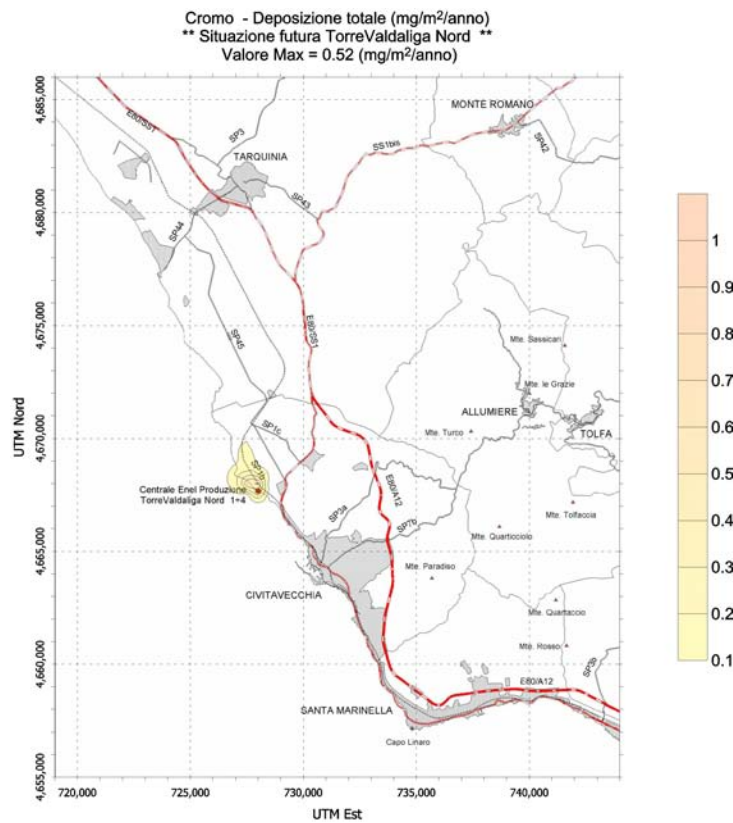 Cromo - Deposizione totale (mg/m²/anno)
** Situazione futura TorreValdaliga Nord **
Valore Max = 0.52 (mg/m²/anno)
4,685,000
4,680,000
4,675,000
4,670,000
4,665,000
4,660,000
4,655,000
UTM Nord
E80/SS1
SP3
TARQUINIA
MONTE ROMANO
SS1bis
SP42
SP43
SP44
SP45
E80/SS1
Mte. Sassicari
Mte. le Grazie
ALLUMIERE
TOLFA
Mte. Turco
SP1c
SP1b
Centrale Enel Produzione
TorreValdaliga Nord 1÷4
E80/A12
SP3a
SP7b
Mte. Tolfaccia
Mte. Quarticciolo
Mte. Paradiso
CIVITAVECCHiA
Mte. Quartaccio
Mte. Rosso
SP3b
E80/A12
SANTA MARINELLA
Capo Linaro
720,000
725,000
730,000
735,000
740,000
UTM Est
1
0.9
0.8
0.7
0.6
0.5
0.4
0.3
0.2
0.1